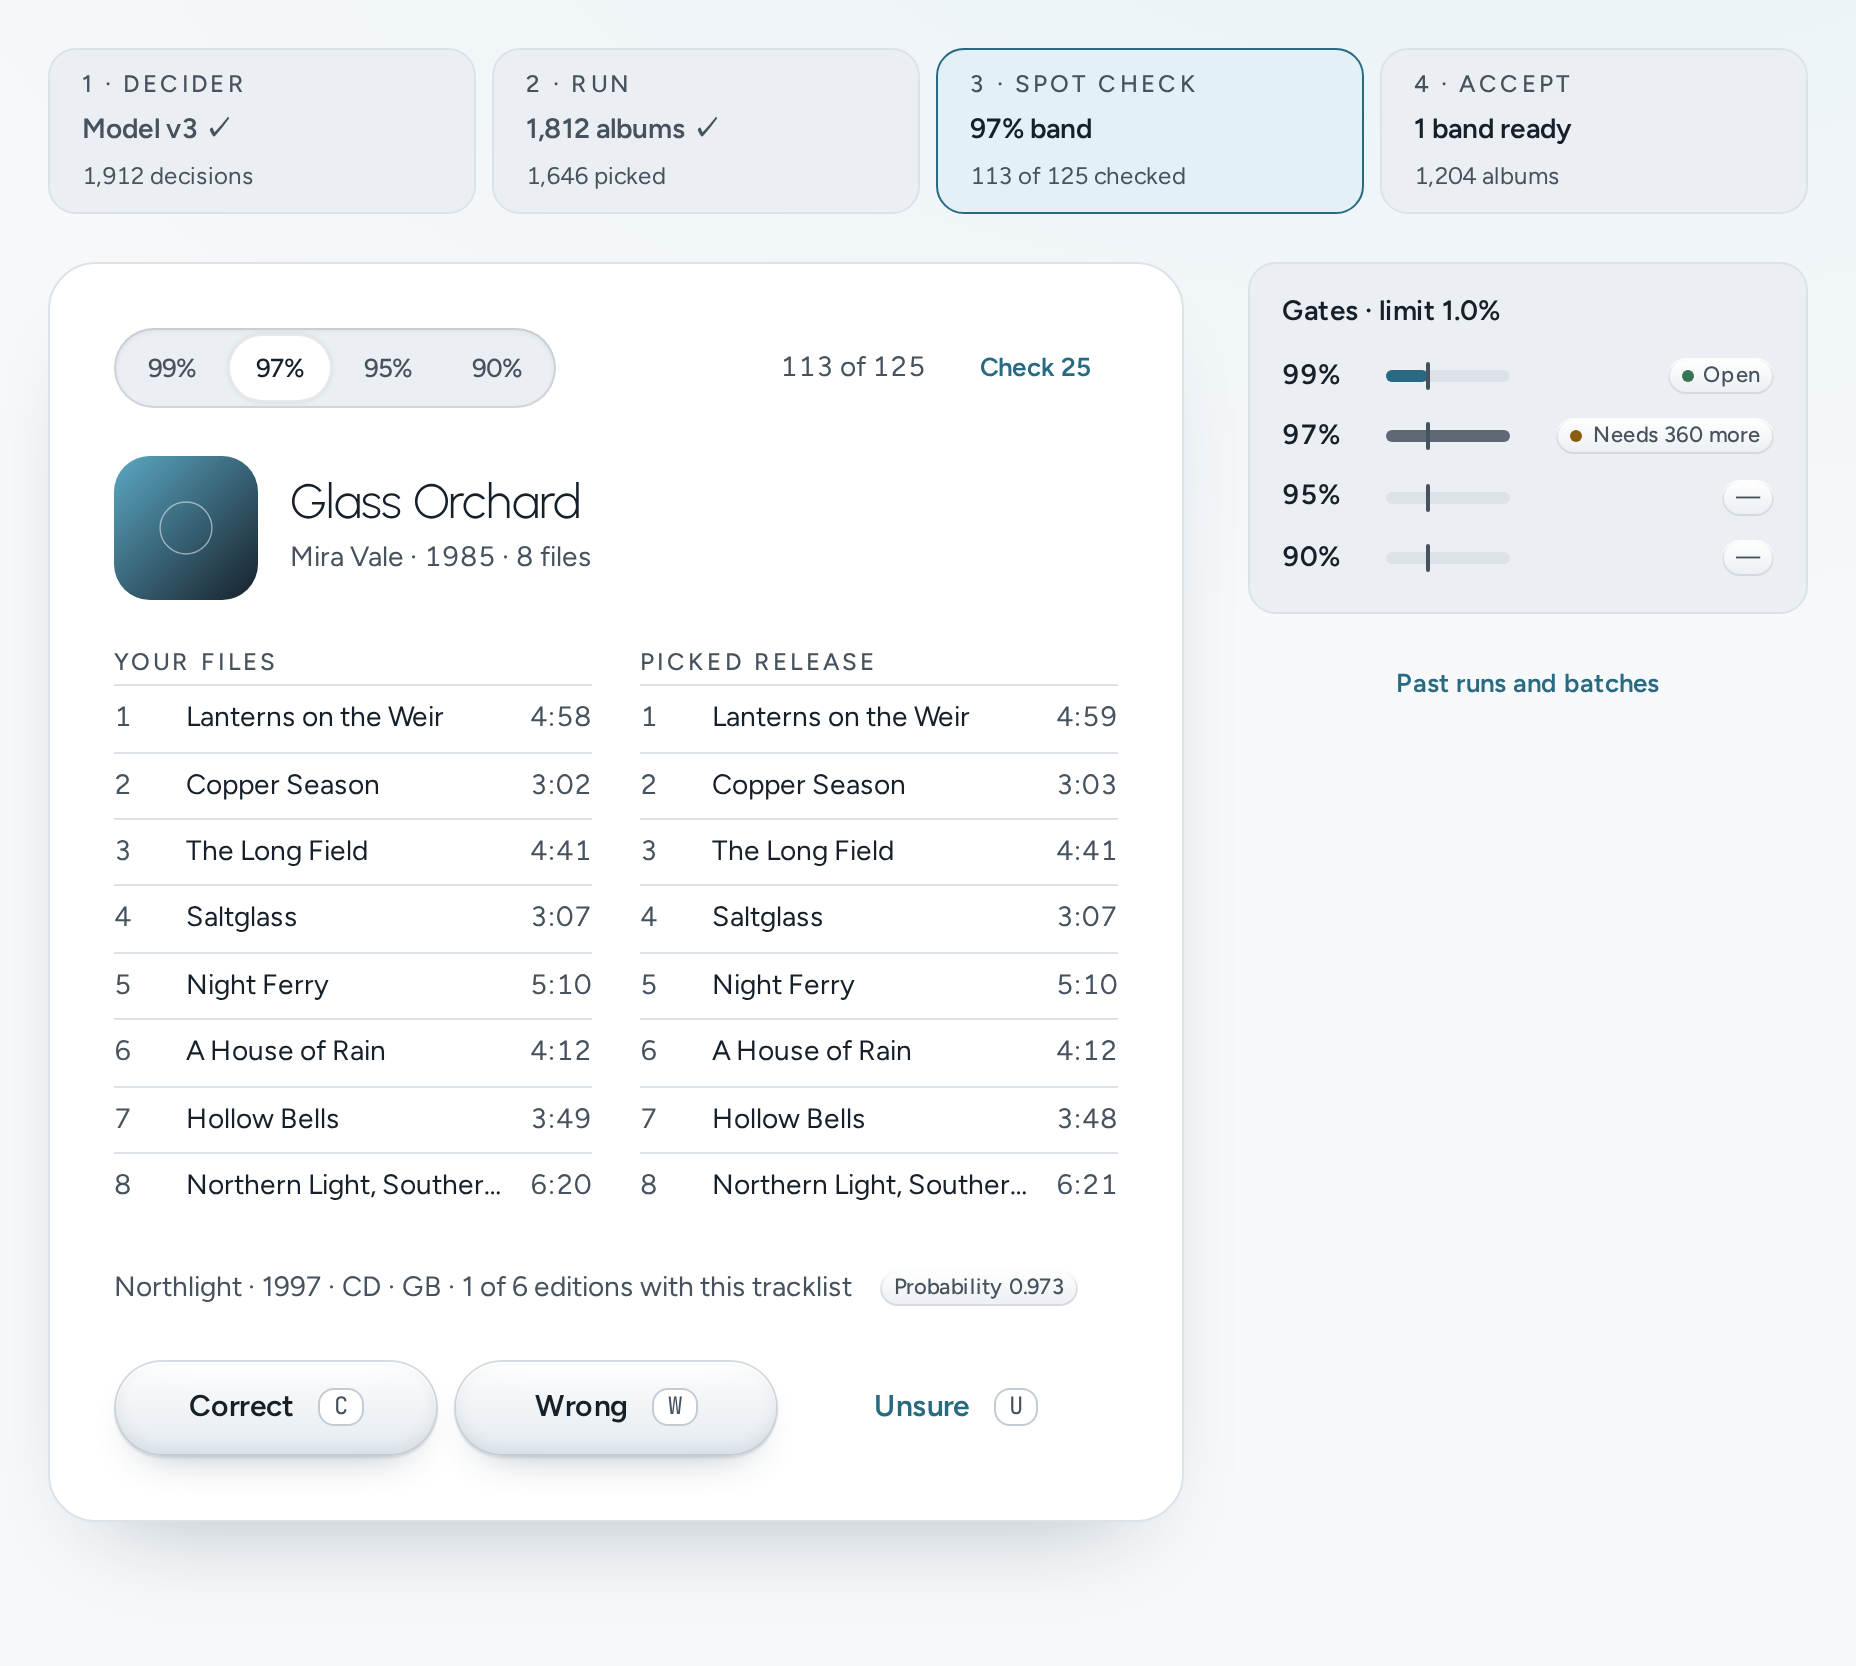 1 · DECIDER
Model v3 ✓
1,912 decisions
2 · RUN
1,812 albums ✓
1,646 picked
3 · SPOT CHECK
97% band
113 of 125 checked
4 · ACCEPT
1 band ready
1,204 albums
99% 97% 95% 90%
113 of 125 Check 25
Glass Orchard
Mira Vale · 1985 · 8 files
YOUR FILES
1 Lanterns on the Weir 4:58
2 Copper Season 3:02
3 The Long Field 4:41
4 Saltglass 3:07
5 Night Ferry 5:10
6 A House of Rain 4:12
7 Hollow Bells 3:49
8 Northern Light, Souther... 6:20
PICKED RELEASE
1 Lanterns on the Weir 4:59
2 Copper Season 3:03
3 The Long Field 4:41
4 Saltglass 3:07
5 Night Ferry 5:10
6 A House of Rain 4:12
7 Hollow Bells 3:48
8 Northern Light, Souther... 6:21
Northlight · 1997 · CD · GB · 1 of 6 editions with this tracklist Probability 0.973
Correct C Wrong W Unsure U
Gates · limit 1.0%
99% Open
97% Needs 360 more
95% —
90% —
Past runs and batches